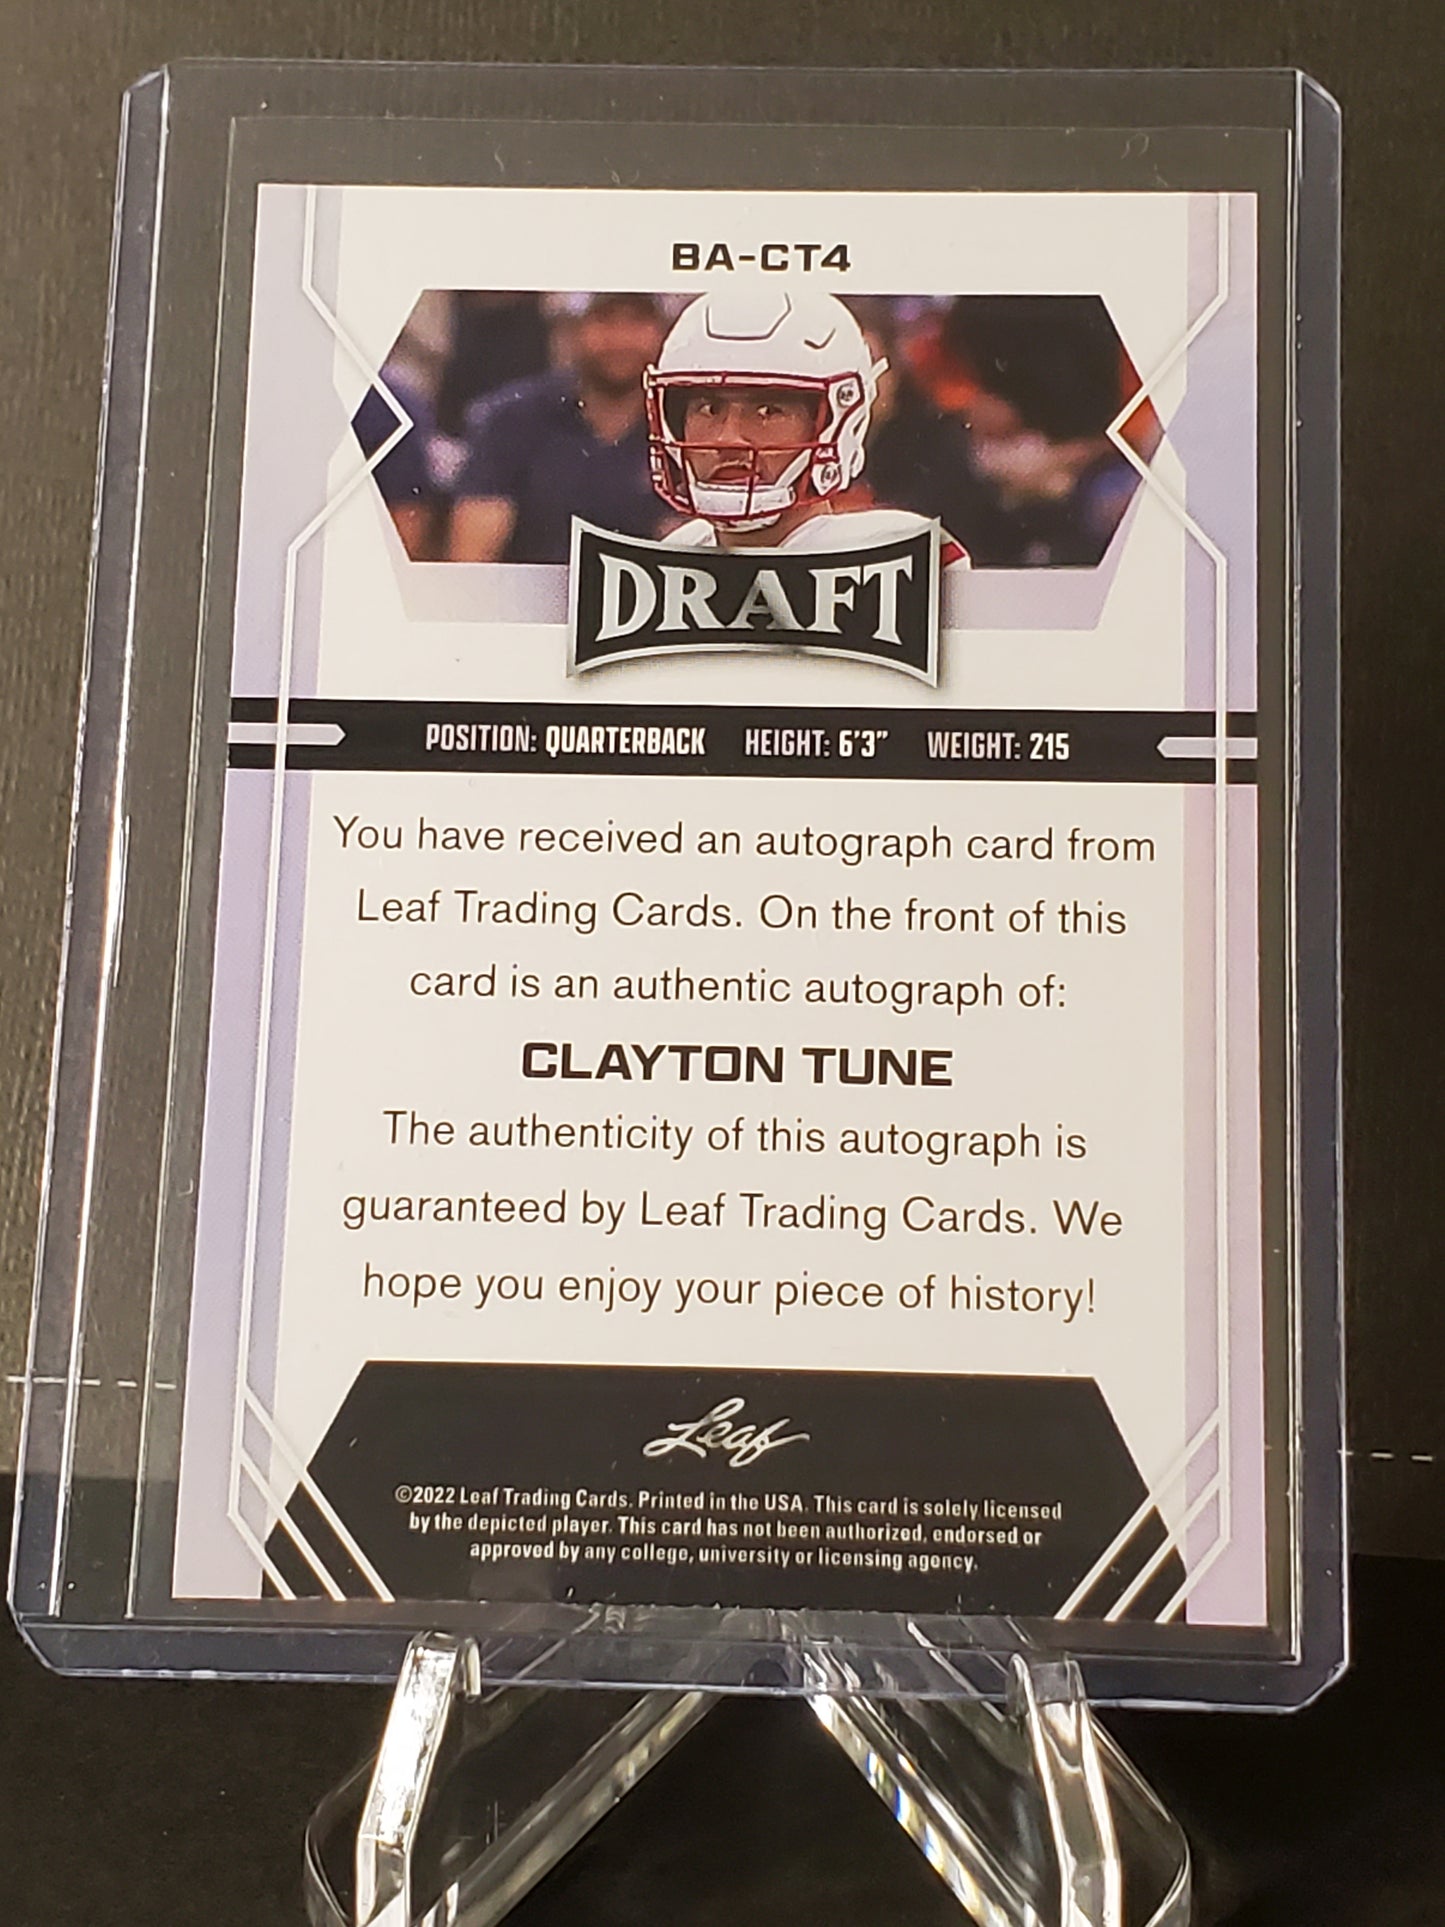 BA-CT4
DRAFT
POSITION: QUARTERBACK HEIGHT: 6'3" WEIGHT: 215
You have received an autograph card from
Leaf Trading Cards. On the front of this
card is an authentic autograph of:
CLAYTON TUNE
The authenticity of this autograph is
guaranteed by Leaf Trading Cards. We
hope you enjoy your piece of history!
Leaf
©2022 Leaf Trading Cards. Printed in the USA. This card is solely licensed
by the depicted player. This card has not been authorized, endorsed or
approved by any college, university or licensing agency.